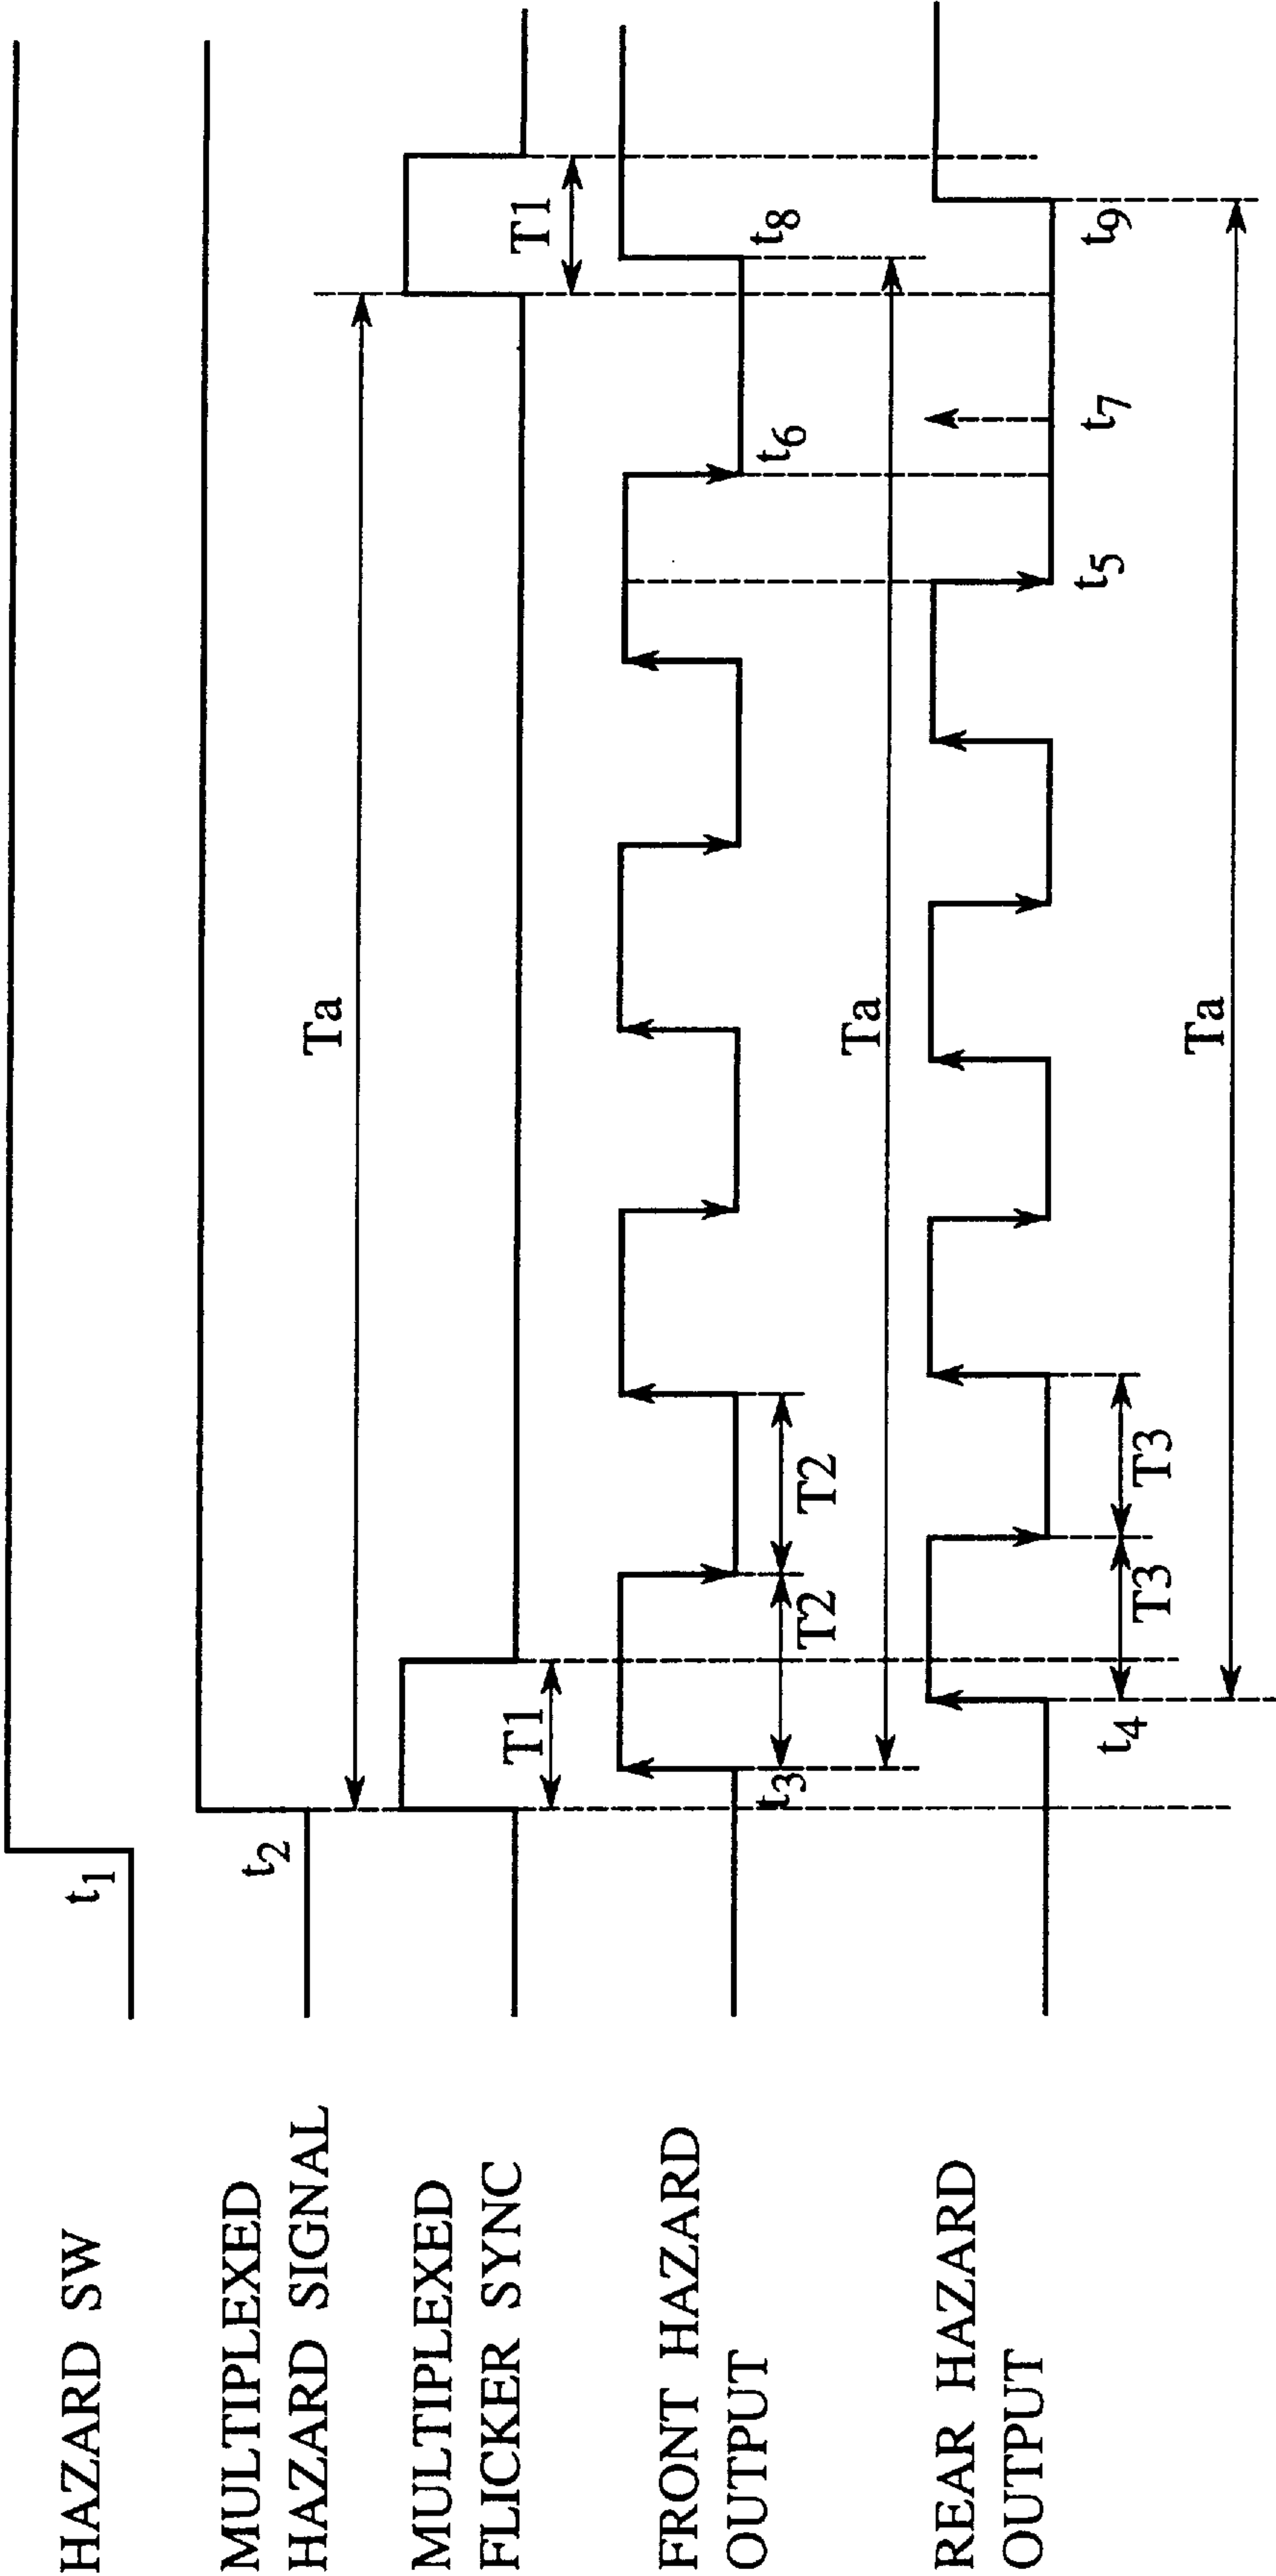 HAZARD SW
t1
MULTIPLEXED
HAZARD SIGNAL
t2
Ta
MULTIPLEXED
FLICKER SYNC
T1
T1
FRONT HAZARD
OUTPUT
t3
T2
T2
t6
t8
Ta
REAR HAZARD
OUTPUT
t4
T3
T3
t5
t7
t9
Ta